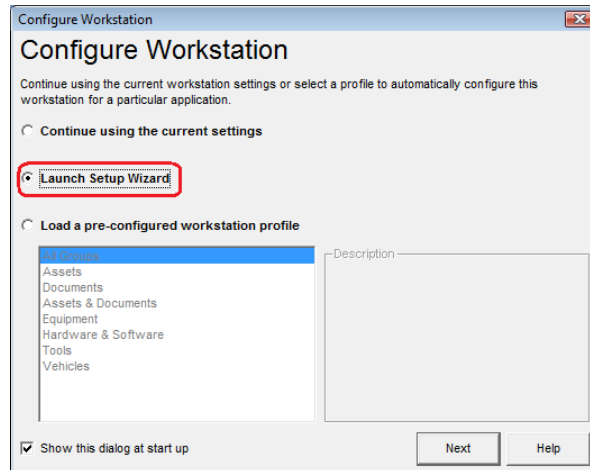 Configure Workstation
Configure Workstation
Continue using the current workstation settings or select a profile to automatically configure this
workstation for a particular application.
Continue using the current settings
Launch Setup Wizard
Load a pre-configured workstation profile
All Groups
Assets
Documents
Assets & Documents
Equipment
Hardware & Software
Tools
Vehicles
Description
Show this dialog at start up
Next
Help